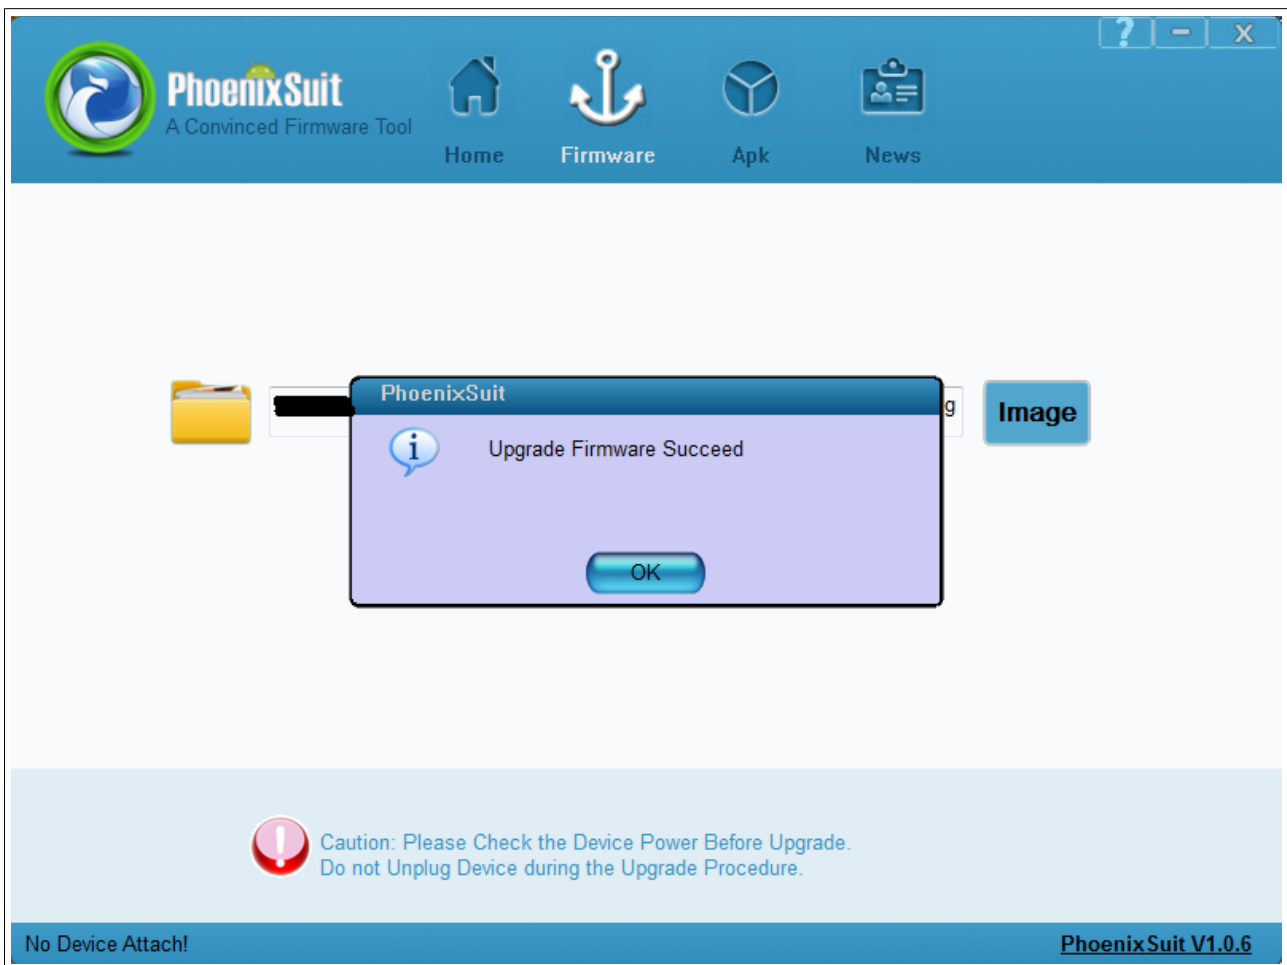 ? - X
PhoenixSuit
A Convinced Firmware Tool
Home Firmware Apk News
PhoenixSuit
g
Image
i
Upgrade Firmware Succeed
OK
Caution: Please Check the Device Power Before Upgrade.
Do not Unplug Device during the Upgrade Procedure.
No Device Attach!
PhoenixSuit V1.0.6